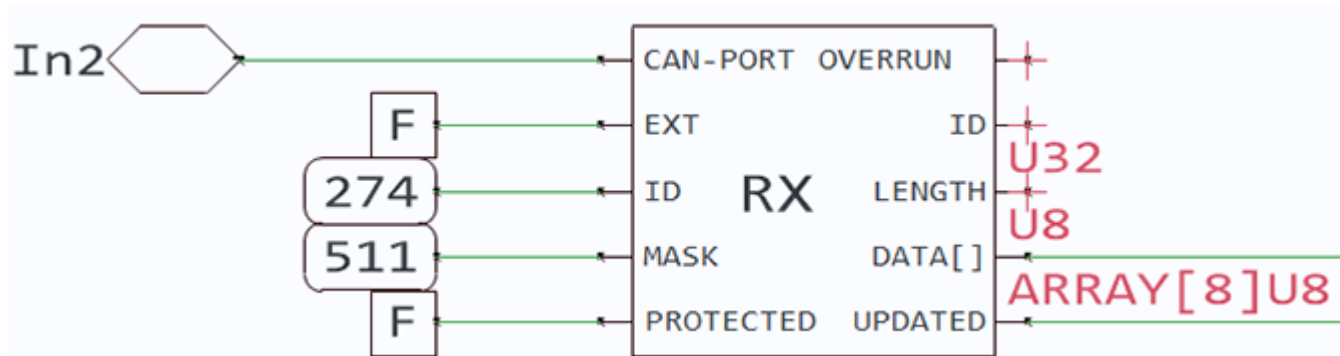 In2 CAN-PORT OVERRUN
F EXT ID
U32
274 ID RX LENGTH
U8
511 MASK DATA[]
ARRAY[8]U8
F PROTECTED UPDATED